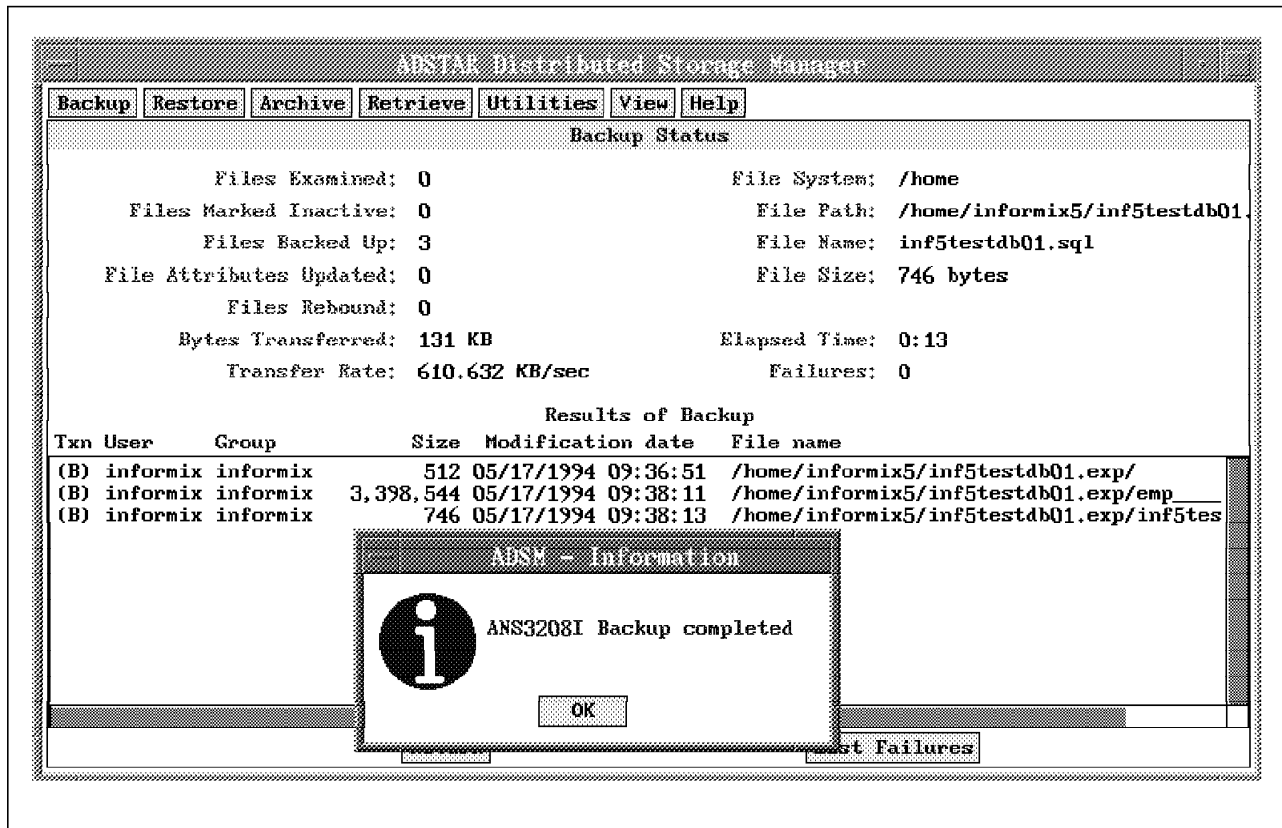 ADSTAR Distributed Storage Manager
Backup Restore Archive Retrieve Utilities View Help
Backup Status
Files Examined: 0
Files Marked Inactive: 0
Files Backed Up: 3
File Attributes Updated: 0
Files Rebound: 0
Bytes Transferred: 131 KB
Transfer Rate: 610.632 KB/sec
File System: /home
File Path: /home/informix5/inf5testdb01.
File Name: inf5testdb01.sql
File Size: 746 bytes
Elapsed Time: 0:13
Failures: 0
Results of Backup
Txn User Group Size Modification date File name
(B) informix informix 512 05/17/1994 09:36:51 /home/informix5/inf5testdb01.exp/
(B) informix informix 3,398,544 05/17/1994 09:38:11 /home/informix5/inf5testdb01.exp/emp____
(B) informix informix 746 05/17/1994 09:38:13 /home/informix5/inf5testdb01.exp/inf5tes
ADSM - Information
ANS3208I Backup completed
OK
Failures